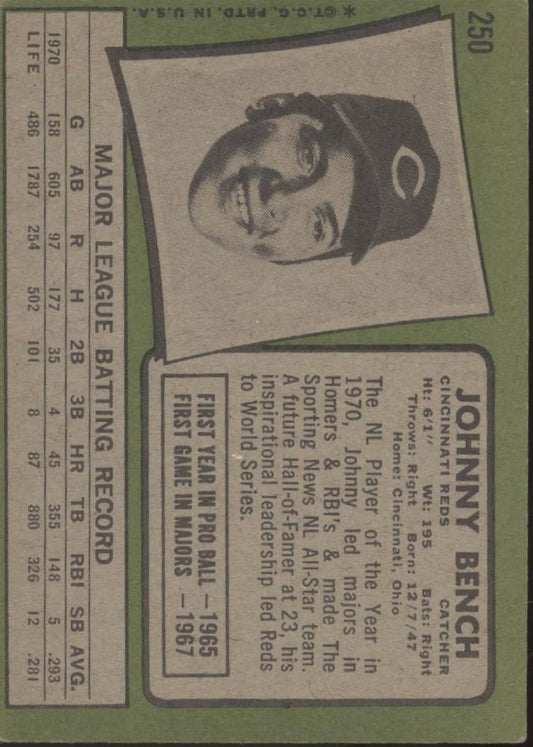 250
* © T.C.G. PRTD. IN U.S.A.
C
JOHNNY BENCH
CINCINNATI REDS CATCHER
Ht: 6'1" Wt: 195 Bats: Right
Throws: Right Born: 12/7/47
Home: Cincinnati, Ohio
The NL Player of the Year in
1970, Johnny led majors in
Homers & RBI's & made The
Sporting News NL All-Star team.
A future Hall-of-Famer at 23, his
inspirational leadership led Reds
to World Series.
FIRST YEAR IN PRO BALL — 1965
FIRST GAME IN MAJORS — 1967
MAJOR LEAGUE BATTING RECORD
G AB R H 2B 3B HR TB RBI SB AVG.
1970 158 605 97 177 35 4 45 355 148 5 .293
LIFE 486 1787 254 502 101 8 87 880 326 12 .281